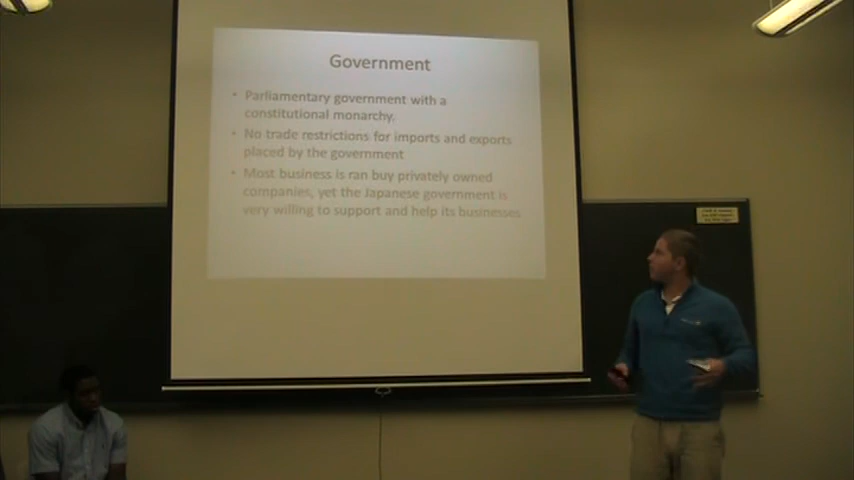 Government
• Parliamentary government with a
constitutional monarchy.
• No trade restrictions for imports and exports
placed by the government
• Most business is ran buy privately owned
companies, yet the Japanese government is
very willing to support and help its businesses